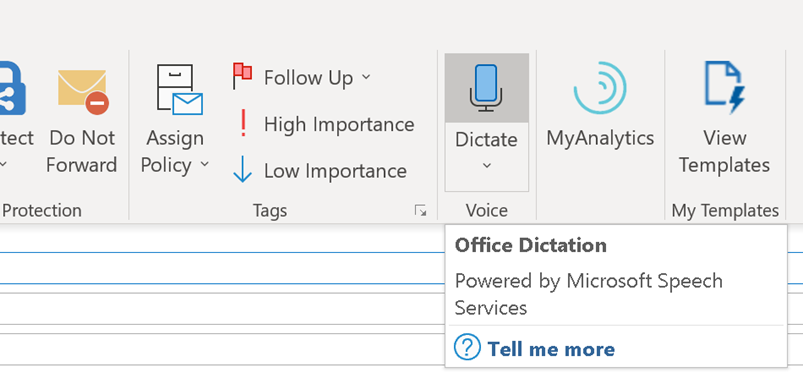 Follow Up
tect
Do Not
Forward
Assign
Policy
High Importance
Low Importance
Dictate
MyAnalytics
View
Templates
Protection
Tags
Voice
My Templates
Office Dictation
Powered by Microsoft Speech
Services
? Tell me more